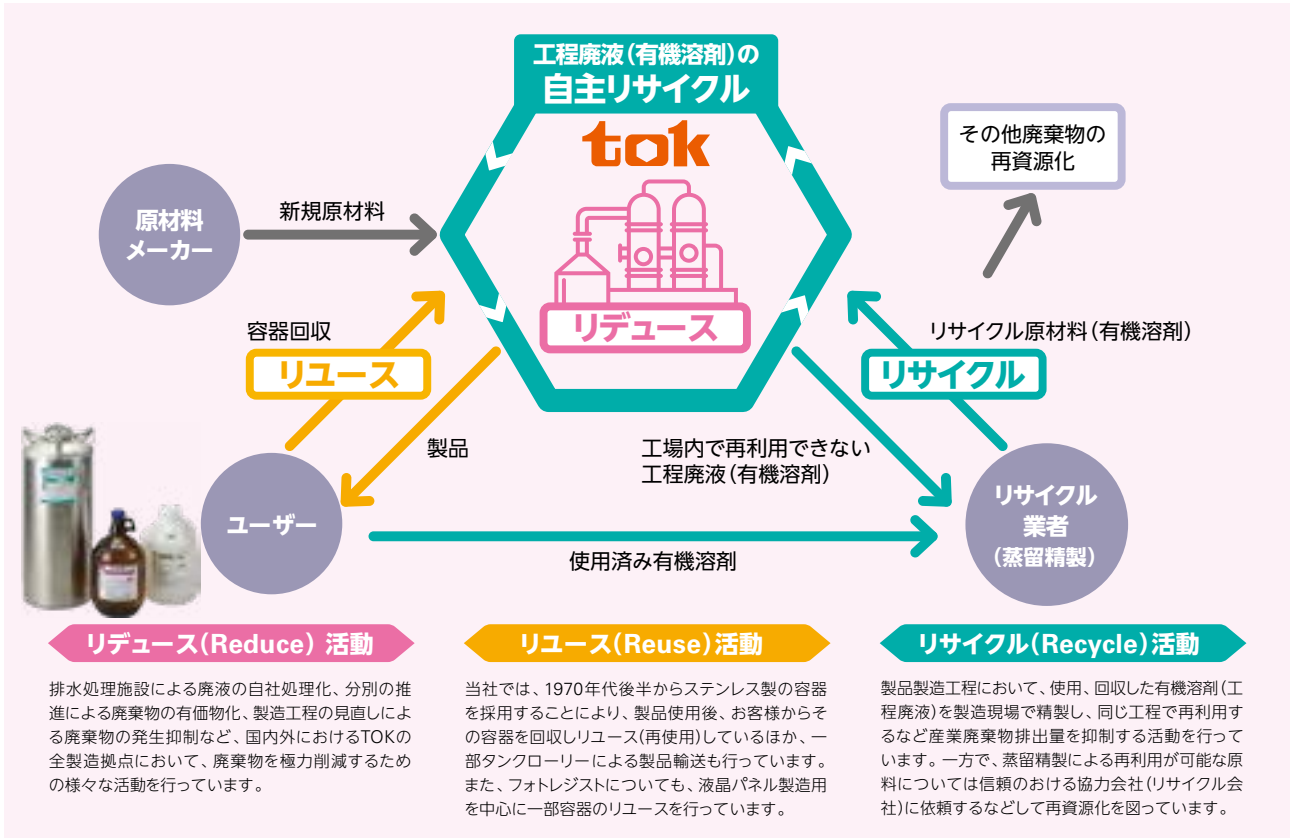 工程廃液(有機溶剤)の
自主リサイクル
tok
リデュース
その他廃棄物の
再資源化
原材料
メーカー
新規原材料
容器回収
リユース
リサイクル原材料(有機溶剤)
リサイクル
製品
工場内で再利用できない
工程廃液(有機溶剤)
ユーザー
使用済み有機溶剤
リサイクル
業者
(蒸留精製)
リデュース(Reduce) 活動
排水処理施設による廃液の自社処理化、分別の推
進による廃棄物の有価物化、製造工程の見直しによ
る廃棄物の発生抑制など、国内外におけるTOKの
全製造拠点において、廃棄物を極力削減するため
の様々な活動を行っています。
リユース(Reuse)活動
当社では、1970年代後半からステンレス製の容器
を採用することにより、製品使用後、お客様からそ
の容器を回収しリユース(再使用)しているほか、一
部タンクローリーによる製品輸送も行っています。
また、フォトレジストについても、液晶パネル製造用
を中心に一部容器のリユースを行っています。
リサイクル(Recycle)活動
製品製造工程において、使用、回収した有機溶剤(工
程廃液)を製造現場で精製し、同じ工程で再利用す
るなど産業廃棄物排出量を抑制する活動を行って
います。一方で、蒸留精製による再利用が可能な原
料については信頼のおける協力会社(リサイクル会
社)に依頼するなどして再資源化を図っています。